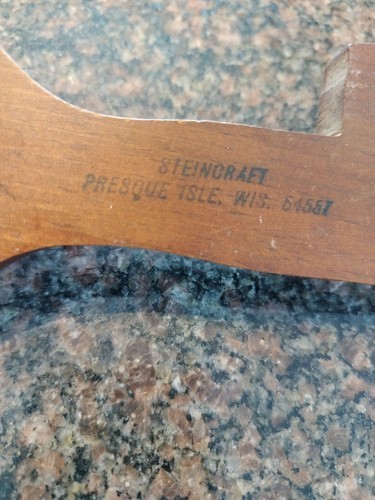 STEINCRAFT
PRESQUE ISLE, WIS. 54557